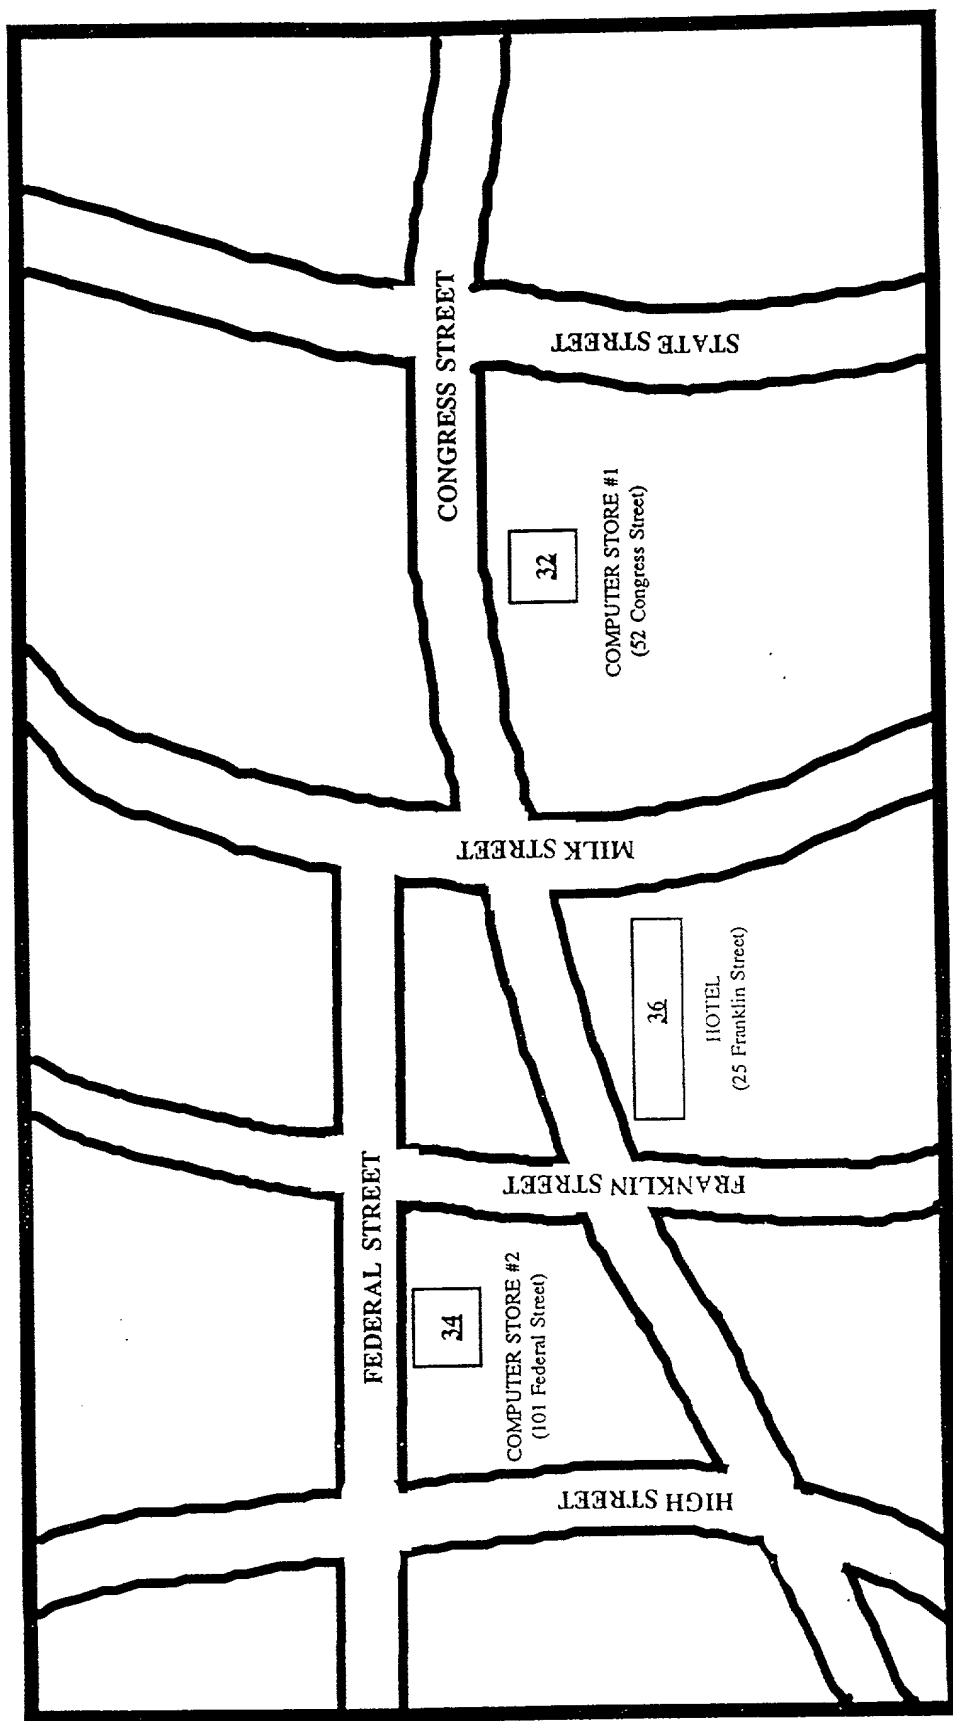 CONGRESS STREET
STATE STREET
32
COMPUTER STORE #1
(52 Congress Street)
MILK STREET
36
HOTEL
(25 Franklin Street)
FRANKLIN STREET
FEDERAL STREET
34
COMPUTER STORE #2
(101 Federal Street)
HIGH STREET